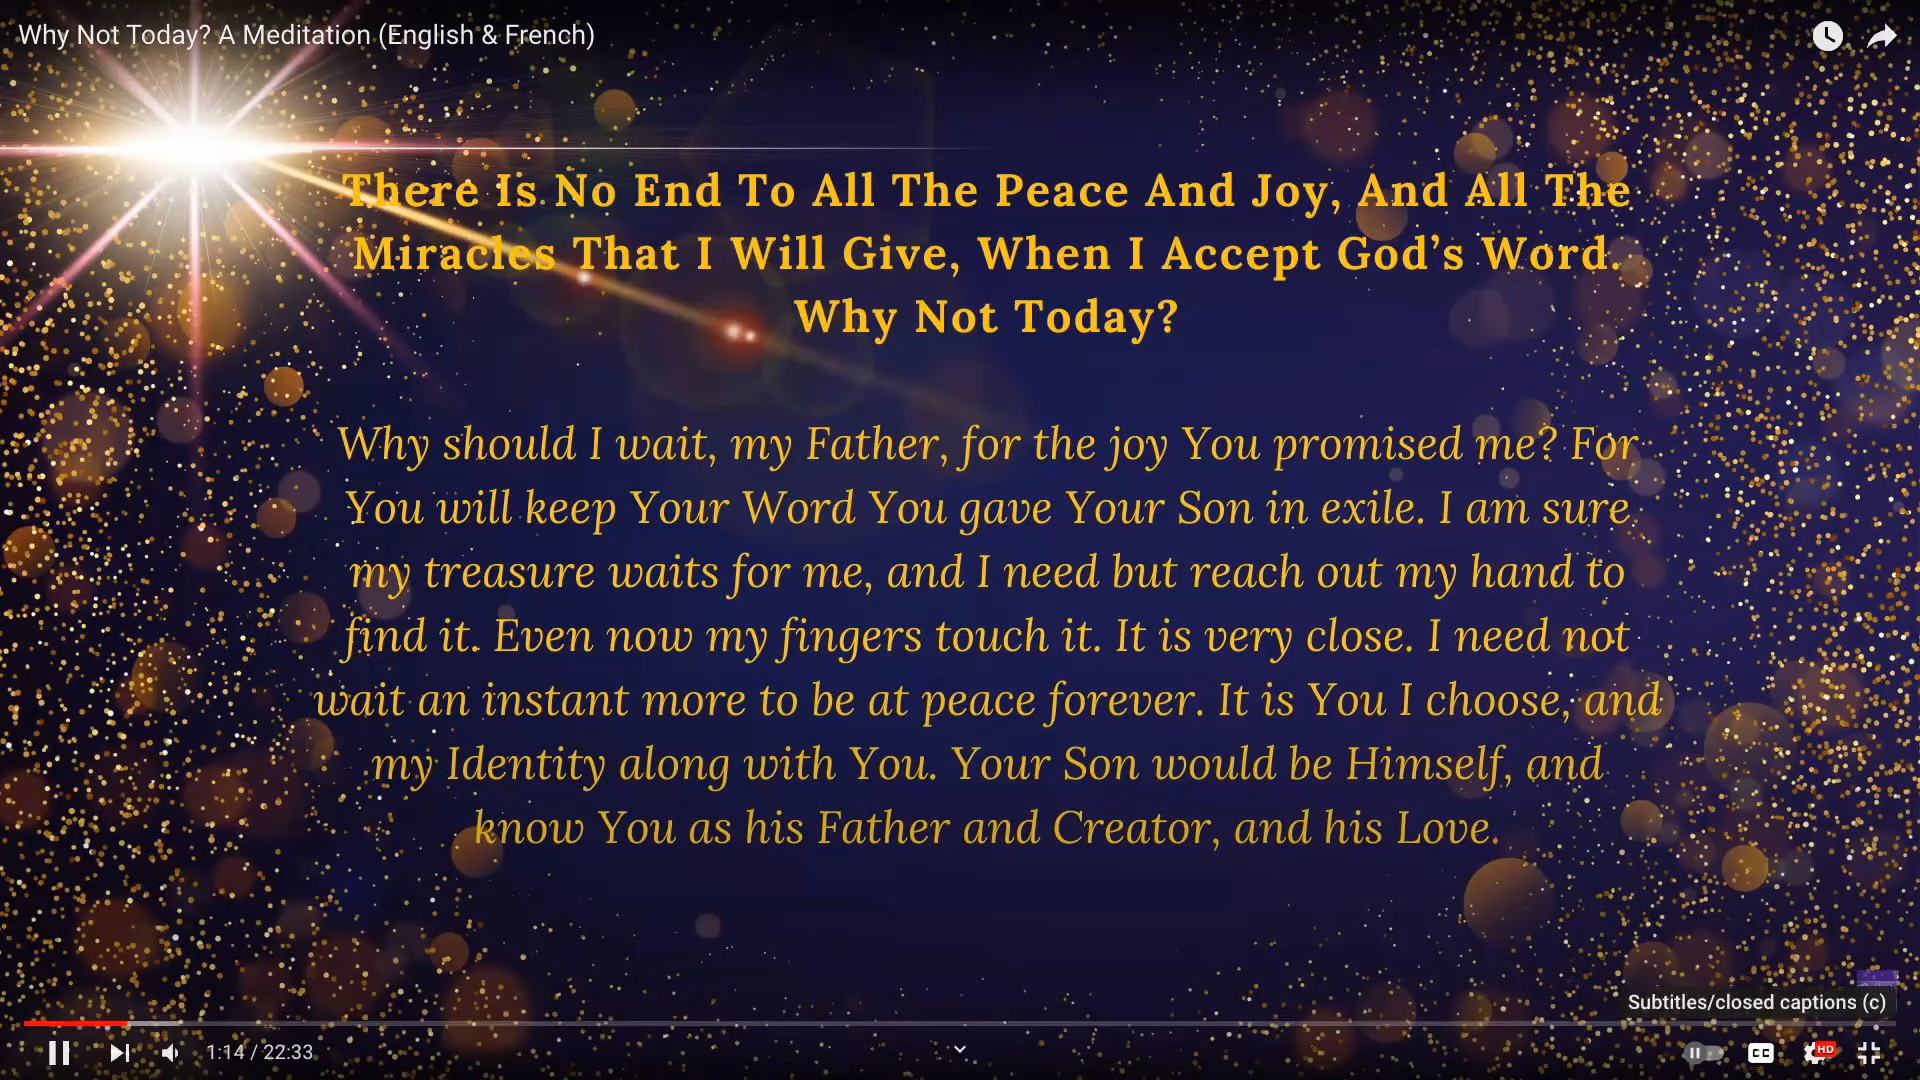 Why Not Today? A Meditation (English & French)
There Is No End To All The Peace And Joy, And All The
Miracles That I Will Give, When I Accept God’s Word.
Why Not Today?
Why should I wait, my Father, for the joy You promised me? For
You will keep Your Word You gave Your Son in exile. I am sure
my treasure waits for me, and I need but reach out my hand to
find it. Even now my fingers touch it. It is very close. I need not
wait an instant more to be at peace forever. It is You I choose, and
my Identity along with You. Your Son would be Himself, and
know You as his Father and Creator, and his Love.
Subtitles/closed captions (c)
1:14 / 22:33
CC
HD